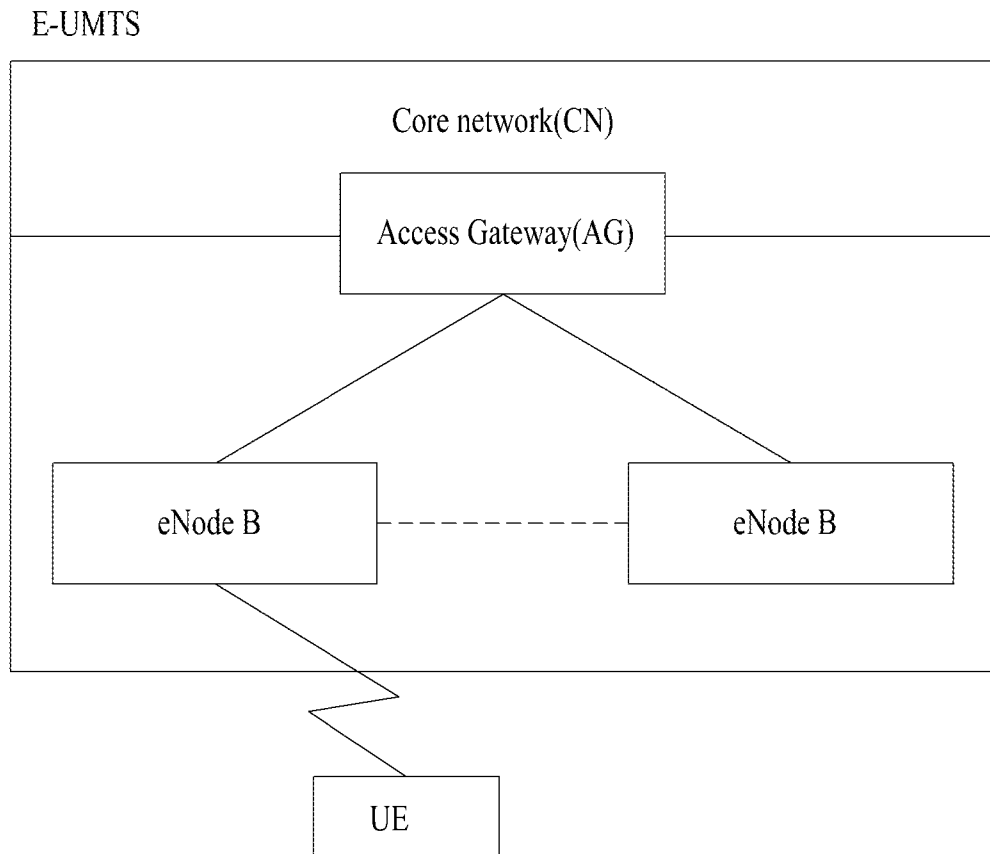 E-UMTS
Core network(CN)
Access Gateway(AG)
eNode B
eNode B
UE